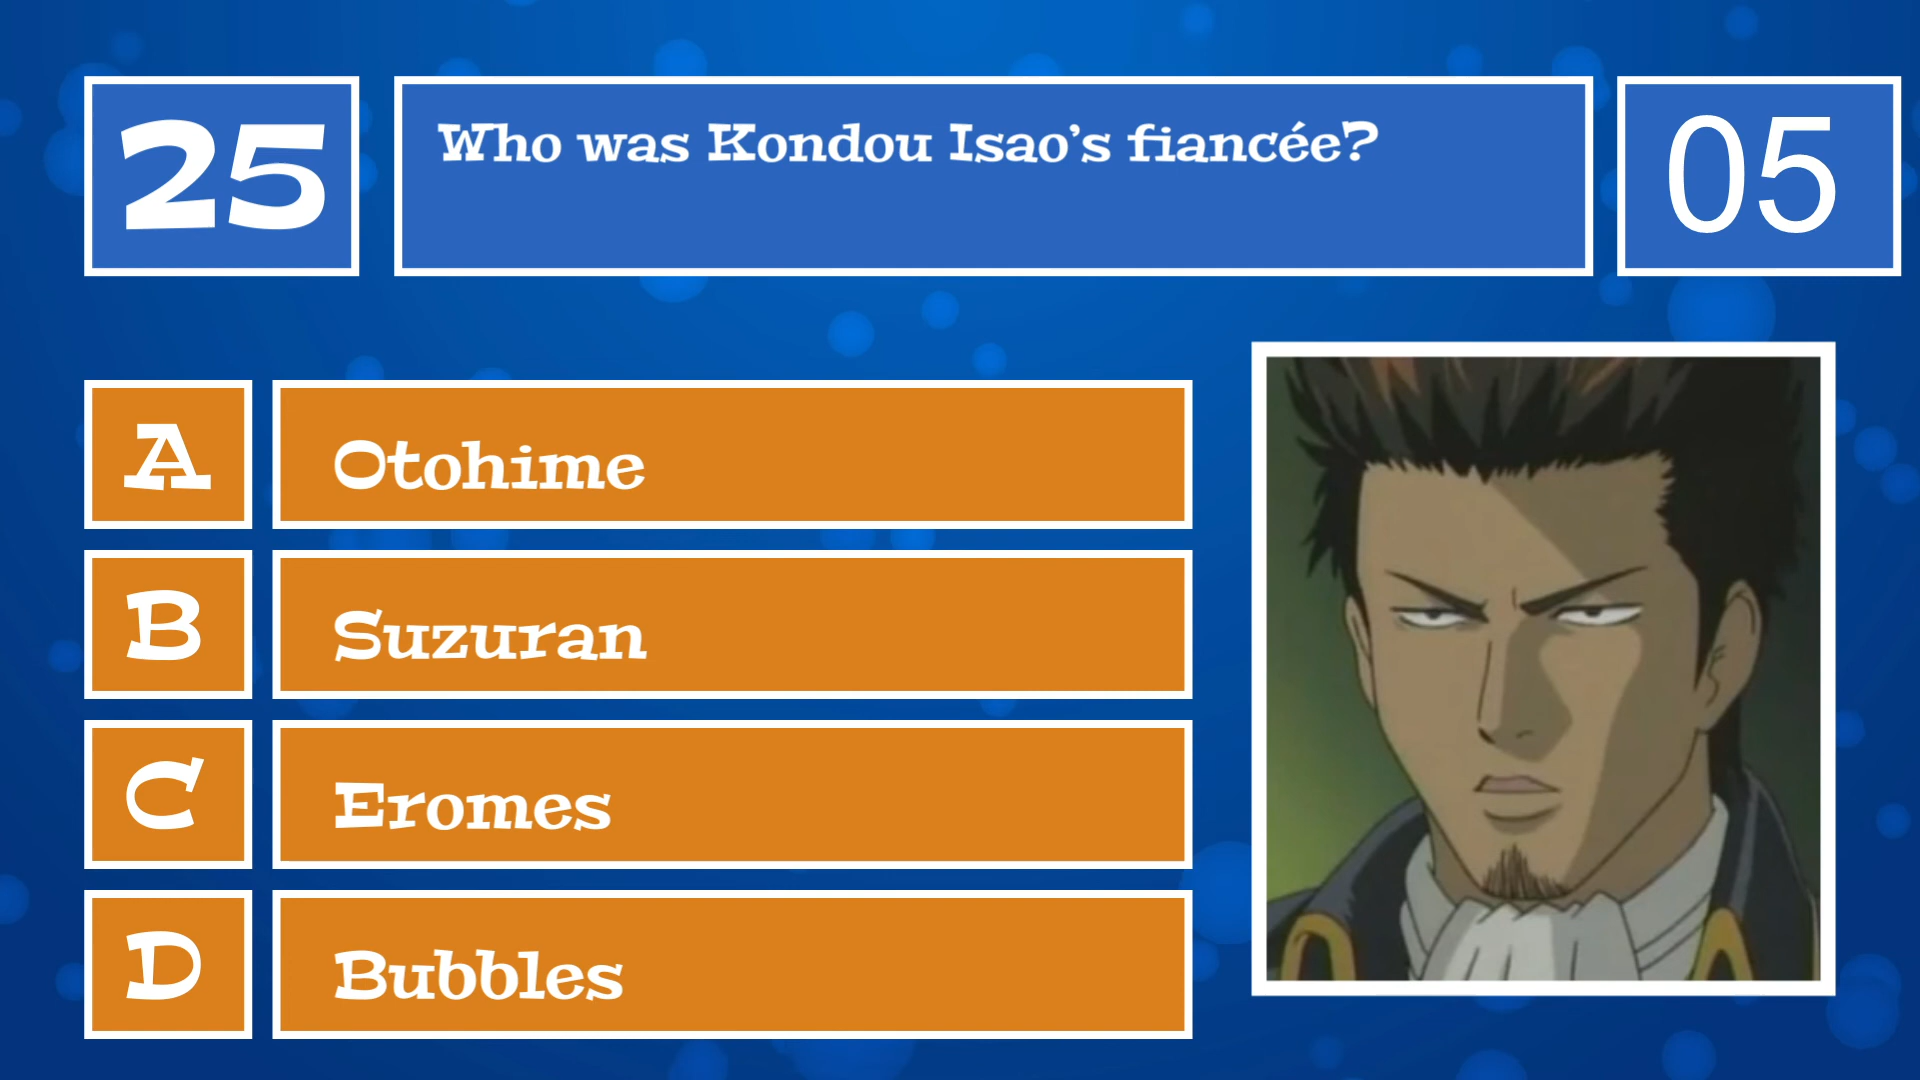 25
Who was Kondou Isao's fiancée?
05
A
Otohime
B
Suzuran
C
Eromes
D
Bubbles